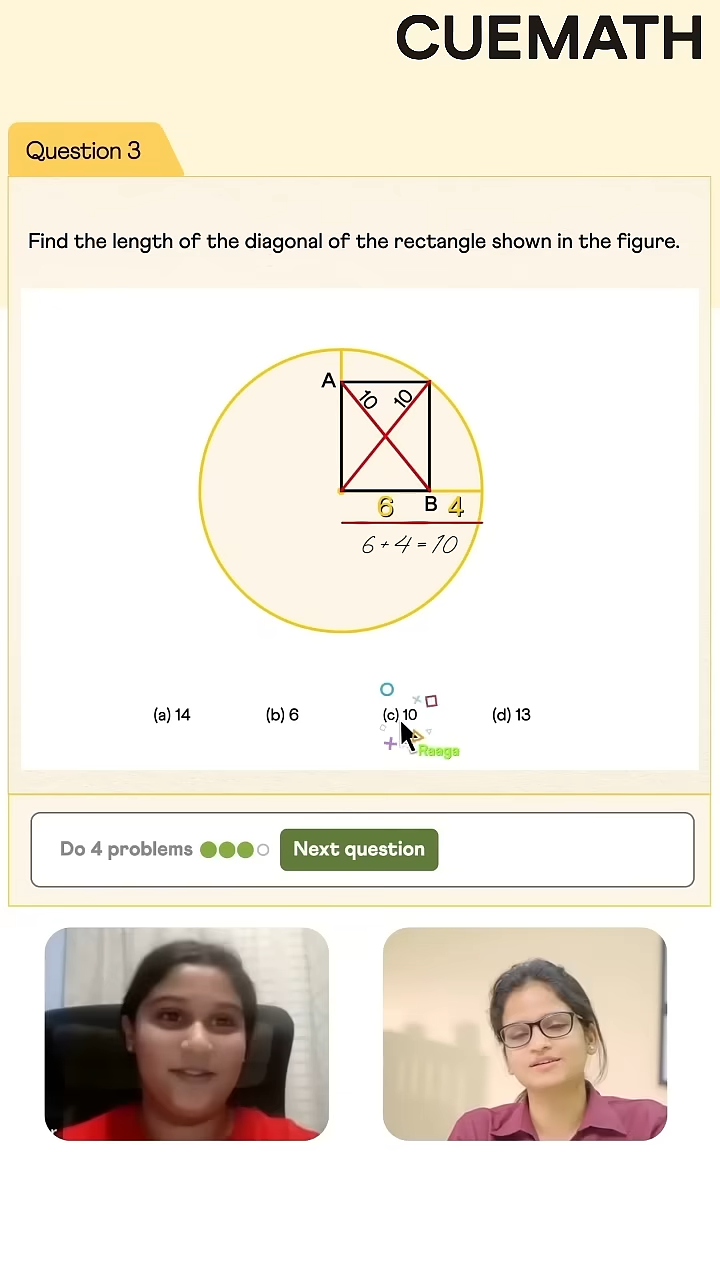 CUEMATH
Question 3
Find the length of the diagonal of the rectangle shown in the figure.
A
10 10
6 B 4
6 + 4 = 10
(a) 14 (b) 6 (c) 10 (d) 13
Raaga
Do 4 problems Next question